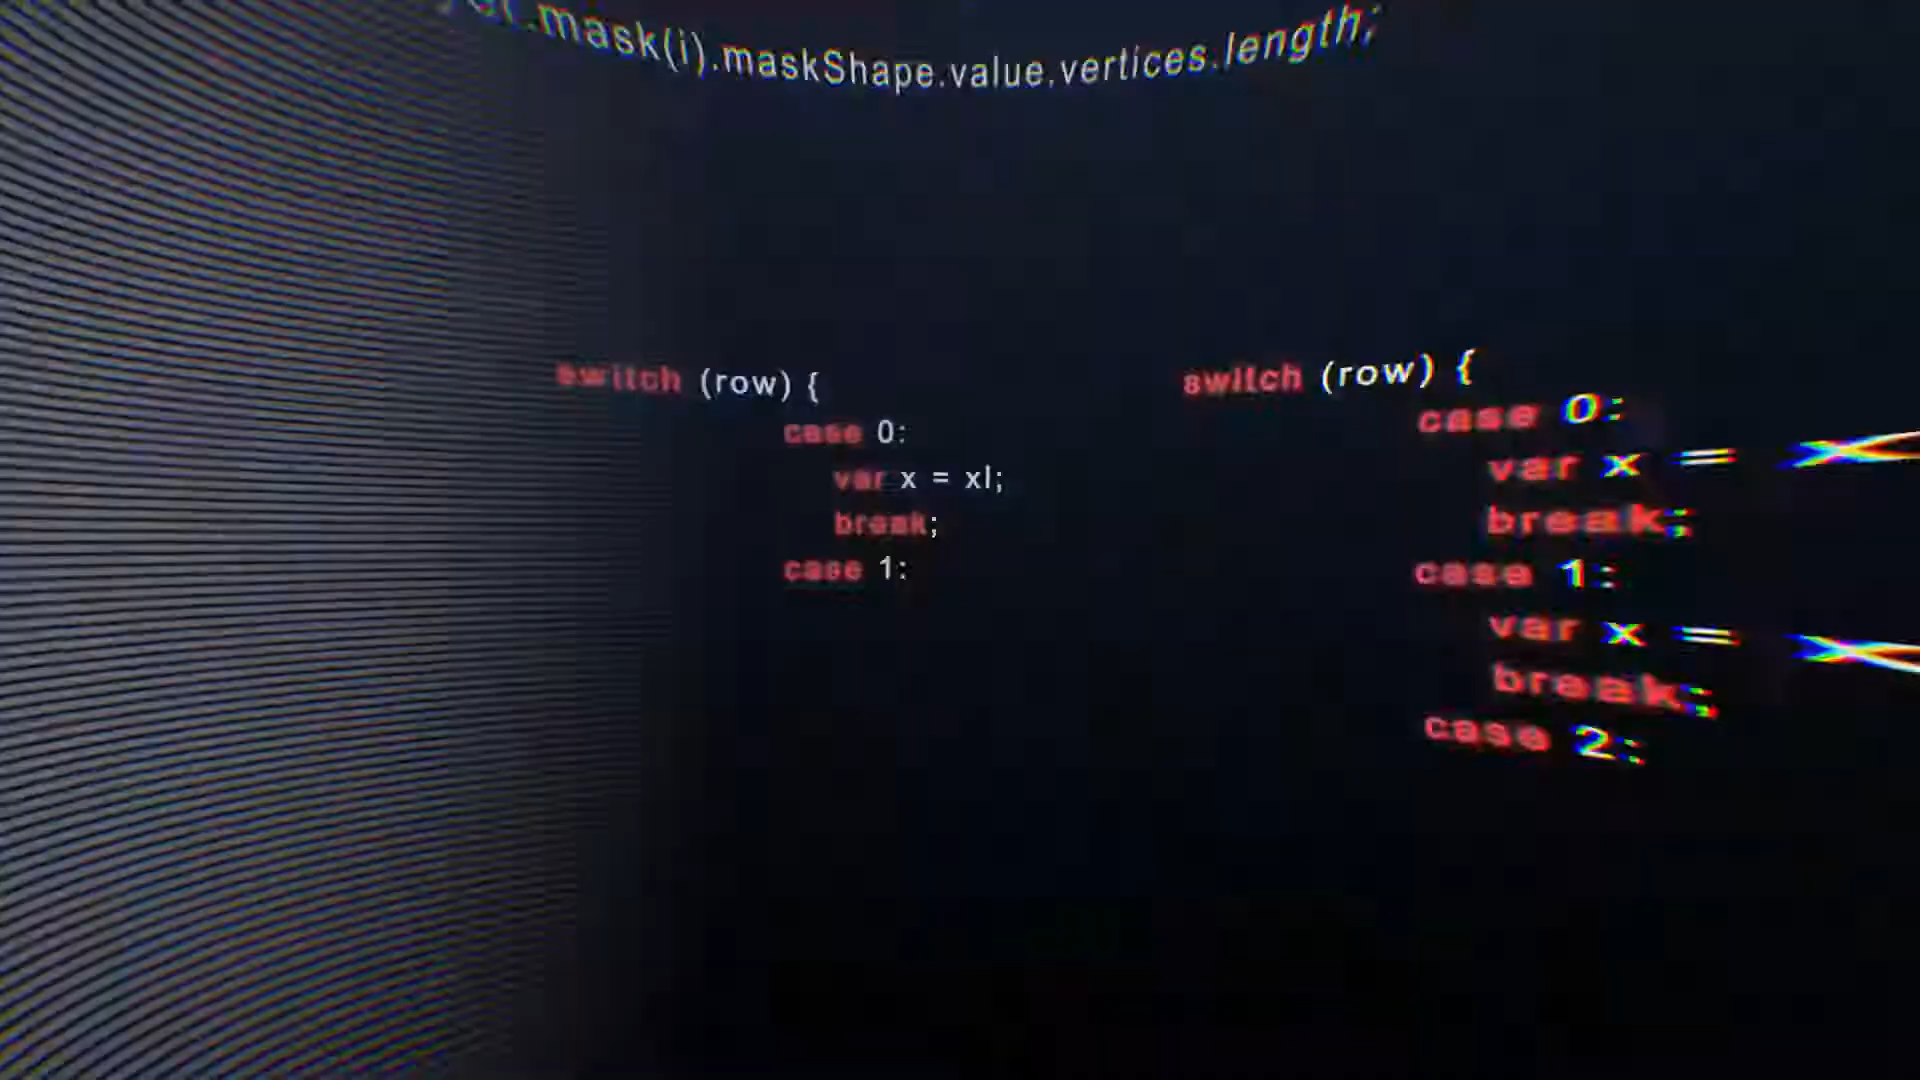 .mask(i).maskShape.value.vertices.length;
switch (row) {
case 0:
var x = xl;
break;
case 1:
switch (row) {
case 0:
var x =
break;
case 1:
var x =
break;
case 2: